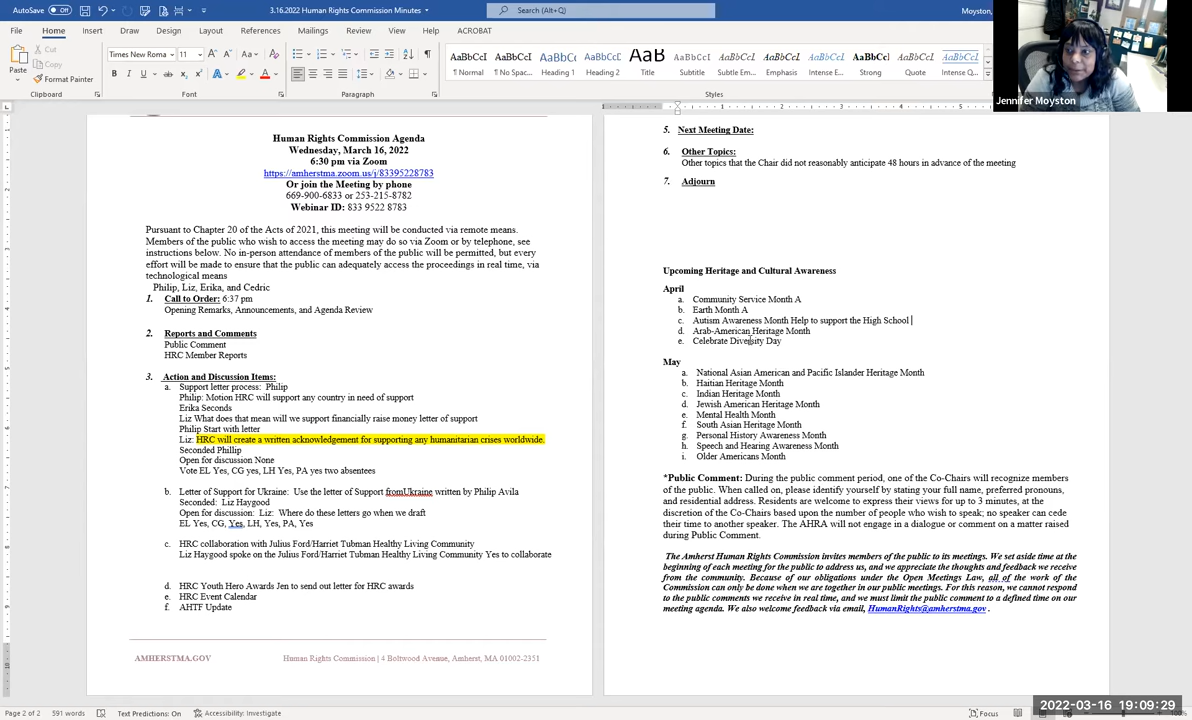 AutoSave Off
3.16.2022 Human Rights Commission Minutes
Search (Alt+Q)
Moyston,
File Home Insert Draw Design Layout References Mailings Review View Help ACROBAT
Paste
Cut
Copy
Format Painter
Clipboard
Times New Roma 11
Font
Paragraph
AaBbCcI AaBbCcI AaBbCcI AaBbCcI AaB AaBbCcI AaBbCcI AaBbCcI AaBbCcI AaBbCcI AaBbCcI AaBbCcI
¶ Normal ¶ No Spac... Heading 1 Heading 2 Title Subtitle Subtle Em... Emphasis Intense E... Strong Quote Intense Q...
Styles
Jennifer Moyston
Human Rights Commission Agenda
Wednesday, March 16, 2022
6:30 pm via Zoom
https://amherstma.zoom.us/j/83395228783
Or join the Meeting by phone
669-900-6833 or 253-215-8782
Webinar ID: 833 9522 8783
Pursuant to Chapter 20 of the Acts of 2021, this meeting will be conducted via remote means.
Members of the public who wish to access the meeting may do so via Zoom or by telephone, see
instructions below. No in-person attendance of members of the public will be permitted, but every
effort will be made to ensure that the public can adequately access the proceedings in real time, via
technological means
Philip, Liz, Erika, and Cedric
1. Call to Order: 6:37 pm
Opening Remarks, Announcements, and Agenda Review
2. Reports and Comments
Public Comment
HRC Member Reports
3. Action and Discussion Items:
a. Support letter process: Philip
Philip: Motion HRC will support any country in need of support
Erika Seconds
Liz What does that mean will we support financially raise money letter of support
Philip Start with letter
Liz: HRC will create a written acknowledgement for supporting any humanitarian crises worldwide.
Seconded Phillip
Open for discussion None
Vote EL Yes, CG yes, LH Yes, PA yes two absentees
b. Letter of Support for Ukraine: Use the letter of Support fromUkraine written by Philip Avila
Seconded: Liz Haygood
Open for discussion: Liz: Where do these letters go when we draft
EL Yes, CG, Yes, LH, Yes, PA, Yes
c. HRC collaboration with Julius Ford/Harriet Tubman Healthy Living Community
Liz Haygood spoke on the Julius Ford/Harriet Tubman Healthy Living Community Yes to collaborate
d. HRC Youth Hero Awards Jen to send out letter for HRC awards
e. HRC Event Calendar
f. AHTF Update
AMHERSTMA.GOV Human Rights Commission | 4 Boltwood Avenue, Amherst, MA 01002-2351
5. Next Meeting Date:
6. Other Topics:
Other topics that the Chair did not reasonably anticipate 48 hours in advance of the meeting
7. Adjourn
Upcoming Heritage and Cultural Awareness
April
a. Community Service Month A
b. Earth Month A
c. Autism Awareness Month Help to support the High School
d. Arab-American Heritage Month
e. Celebrate Diversity Day
May
a. National Asian American and Pacific Islander Heritage Month
b. Haitian Heritage Month
c. Indian Heritage Month
d. Jewish American Heritage Month
e. Mental Health Month
f. South Asian Heritage Month
g. Personal History Awareness Month
h. Speech and Hearing Awareness Month
i. Older Americans Month
*Public Comment: During the public comment period, one of the Co-Chairs will recognize members
of the public. When called on, please identify yourself by stating your full name, preferred pronouns,
and residential address. Residents are welcome to express their views for up to 3 minutes, at the
discretion of the Co-Chairs based upon the number of people who wish to speak; no speaker can cede
their time to another speaker. The AHRA will not engage in a dialogue or comment on a matter raised
during Public Comment.
The Amherst Human Rights Commission invites members of the public to its meetings. We set aside time at the
beginning of each meeting for the public to address us, and we appreciate the thoughts and feedback we receive
from the community. Because of our obligations under the Open Meetings Law, all of the work of the
Commission can only be done when we are together in our public meetings. For this reason, we cannot respond
to the public comments we receive in real time, and we must limit the public comment to a defined time on our
meeting agenda. We also welcome feedback via email, HumanRights@amherstma.gov .
Page 2 of 2 591 words Text Predictions: On Accessibility: Investigate
Focus
2022-03-16 19:09:29